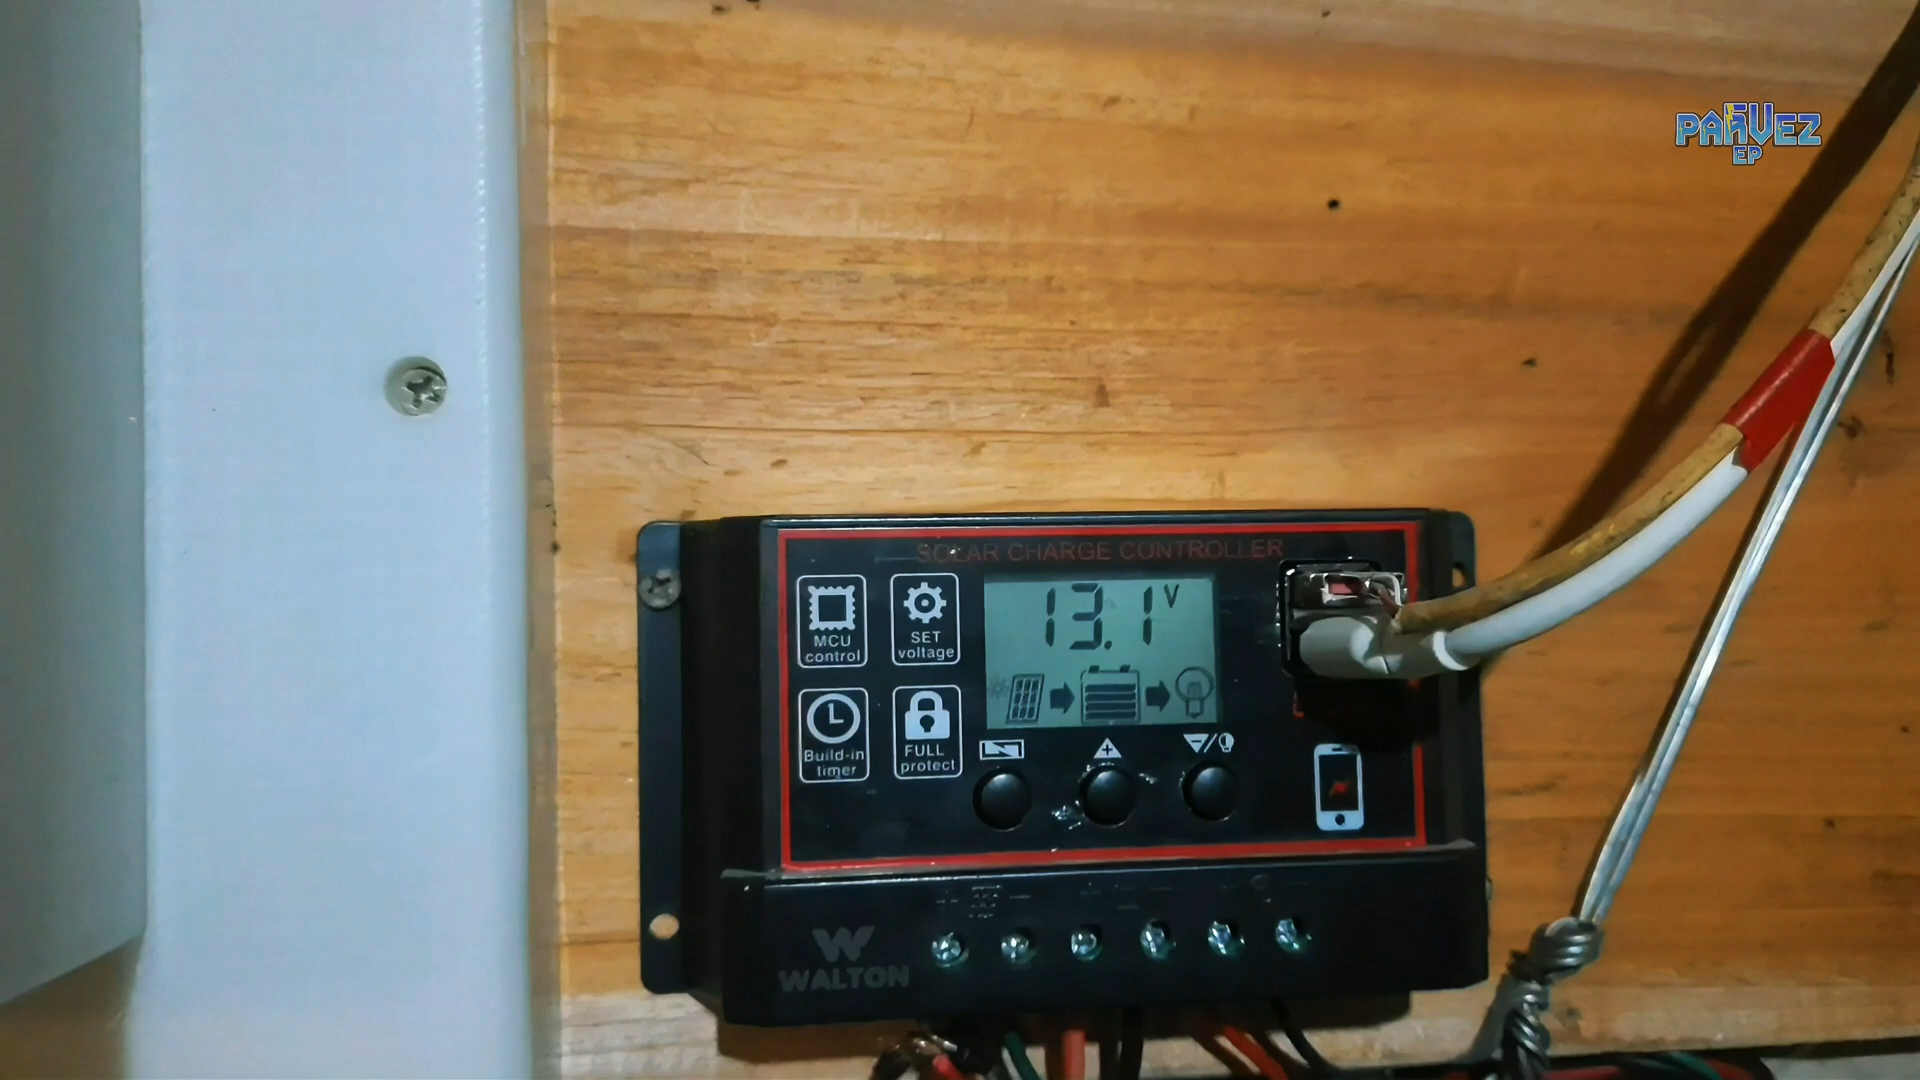 PARVEZ
EP
SOLAR CHARGE CONTROLLER
MCU
control
SET
voltage
13.1 V
Build-in
timer
FULL
protect
WALTON